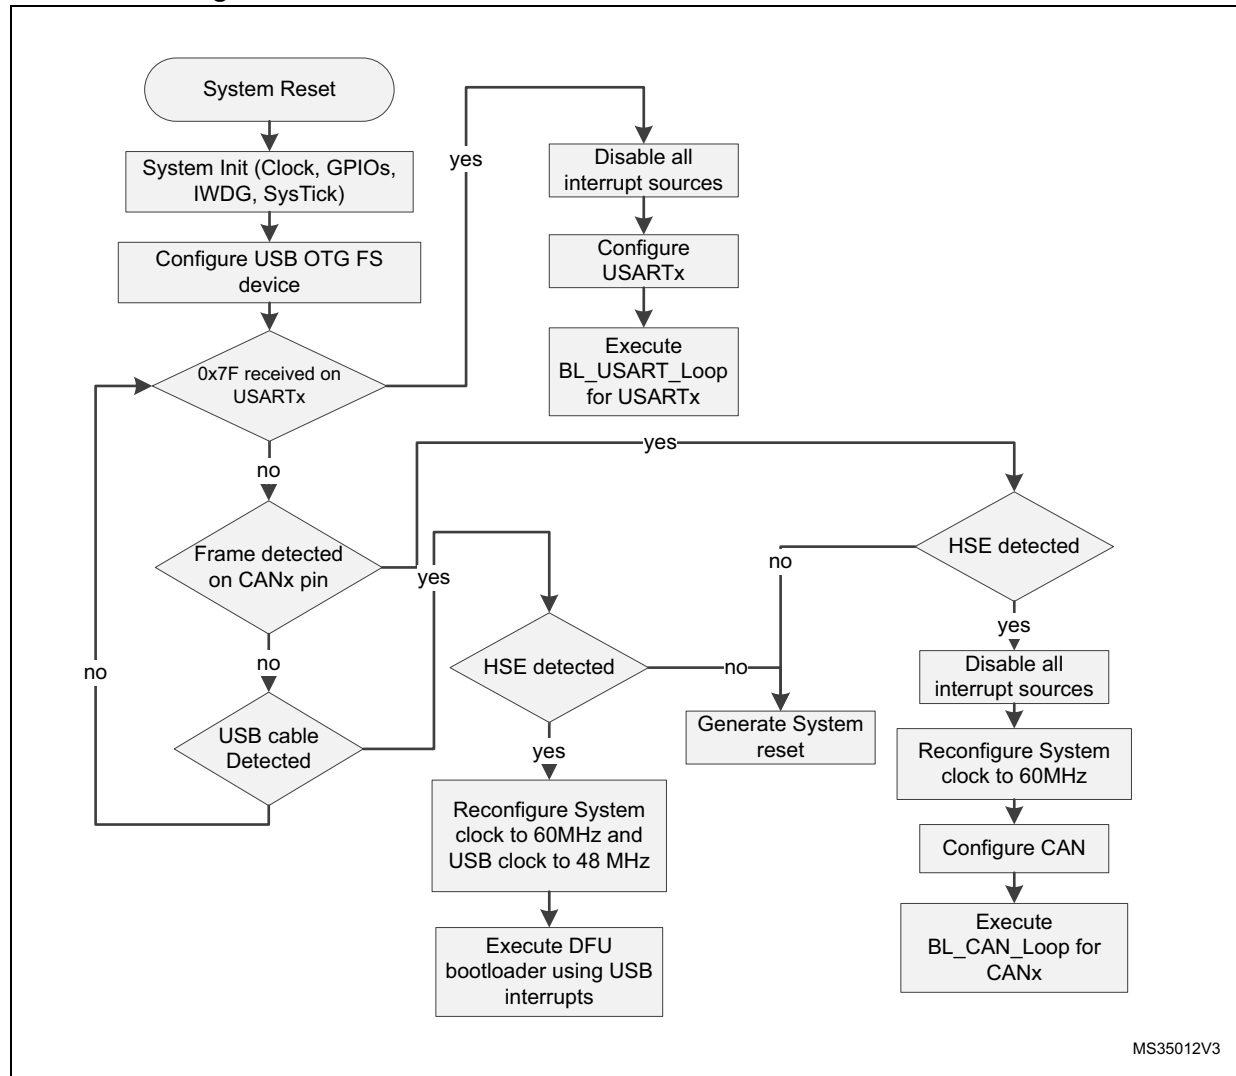 System Reset
System Init (Clock, GPIOs,
IWDG, SysTick)
Configure USB OTG FS
device
0x7F received on
USARTx
yes
Disable all
interrupt sources
Configure
USARTx
Execute
BL_USART_Loop
for USARTx
no
yes
Frame detected
on CANx pin
yes
HSE detected
no
no
no
HSE detected
no
yes
Disable all
interrupt sources
USB cable
Detected
Generate System
reset
yes
Reconfigure System
clock to 60MHz
Reconfigure System
clock to 60MHz and
USB clock to 48 MHz
Configure CAN
Execute DFU
bootloader using USB
interrupts
Execute
BL_CAN_Loop for
CANx
MS35012V3